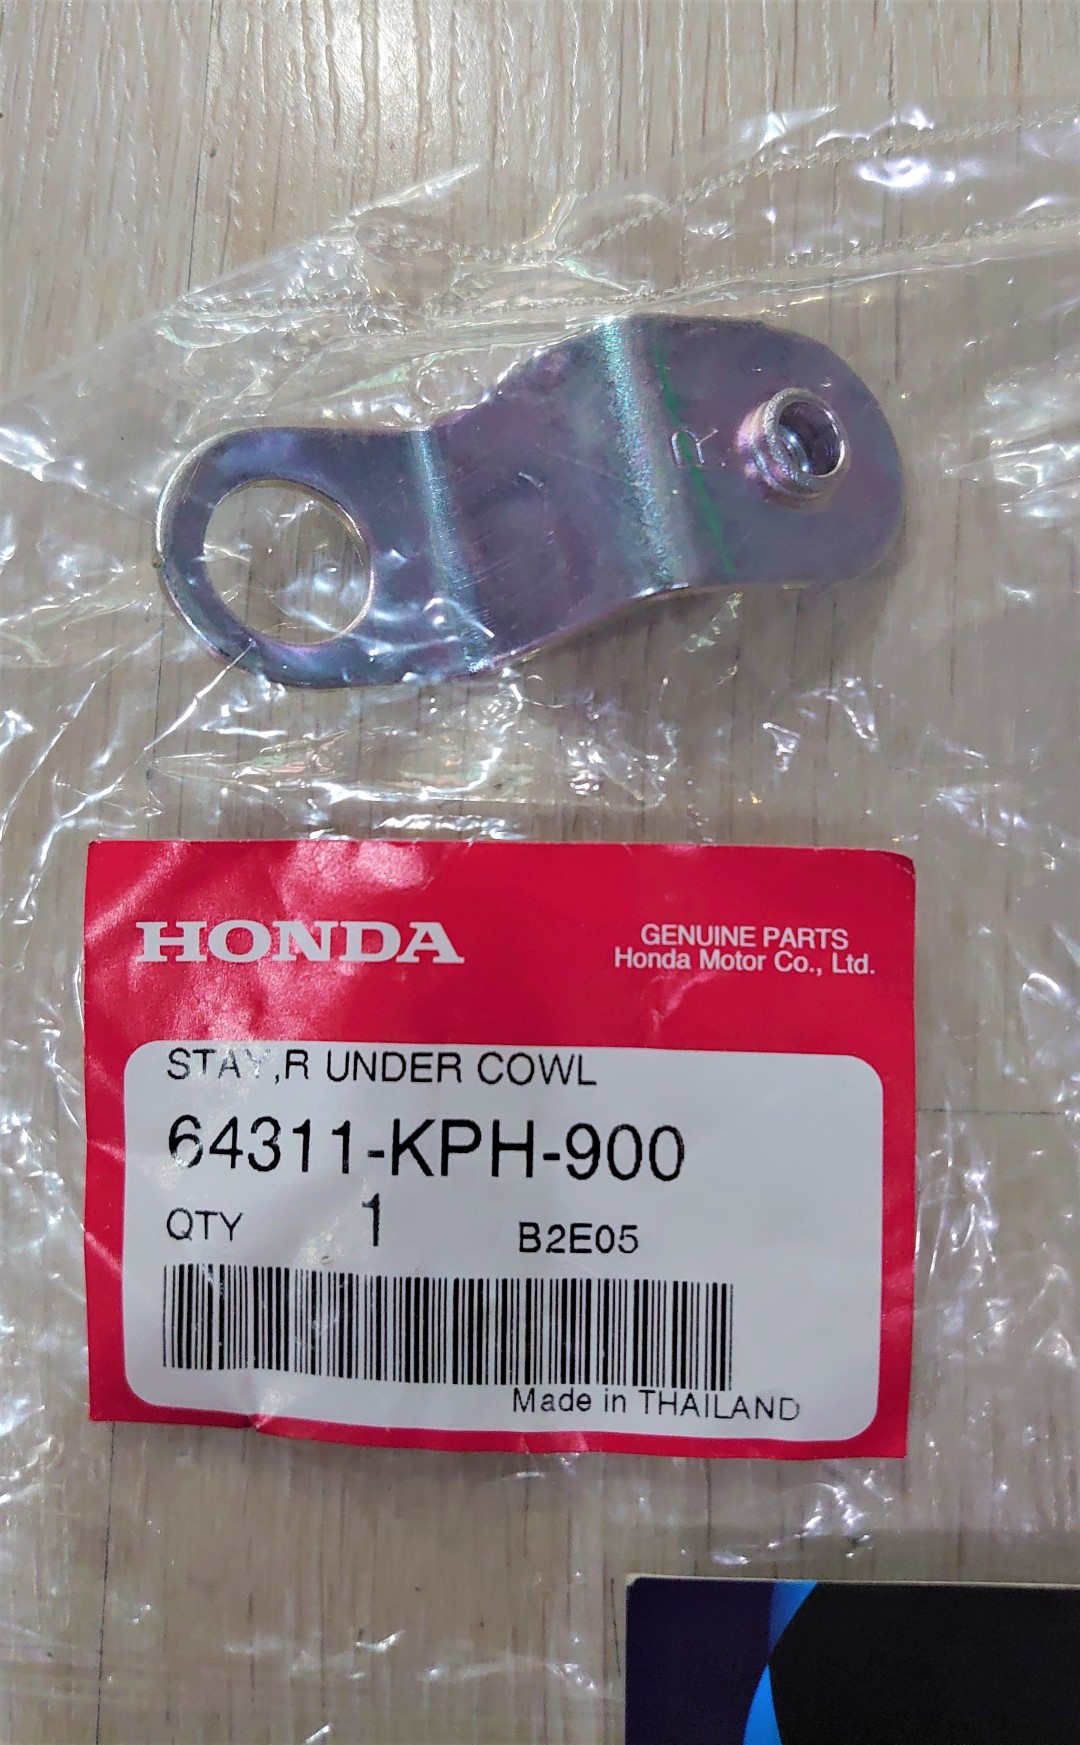 R
HONDA
GENUINE PARTS
Honda Motor Co., Ltd.
STAY,R UNDER COWL
64311-KPH-900
QTY 1 B2E05
Made in THAILAND